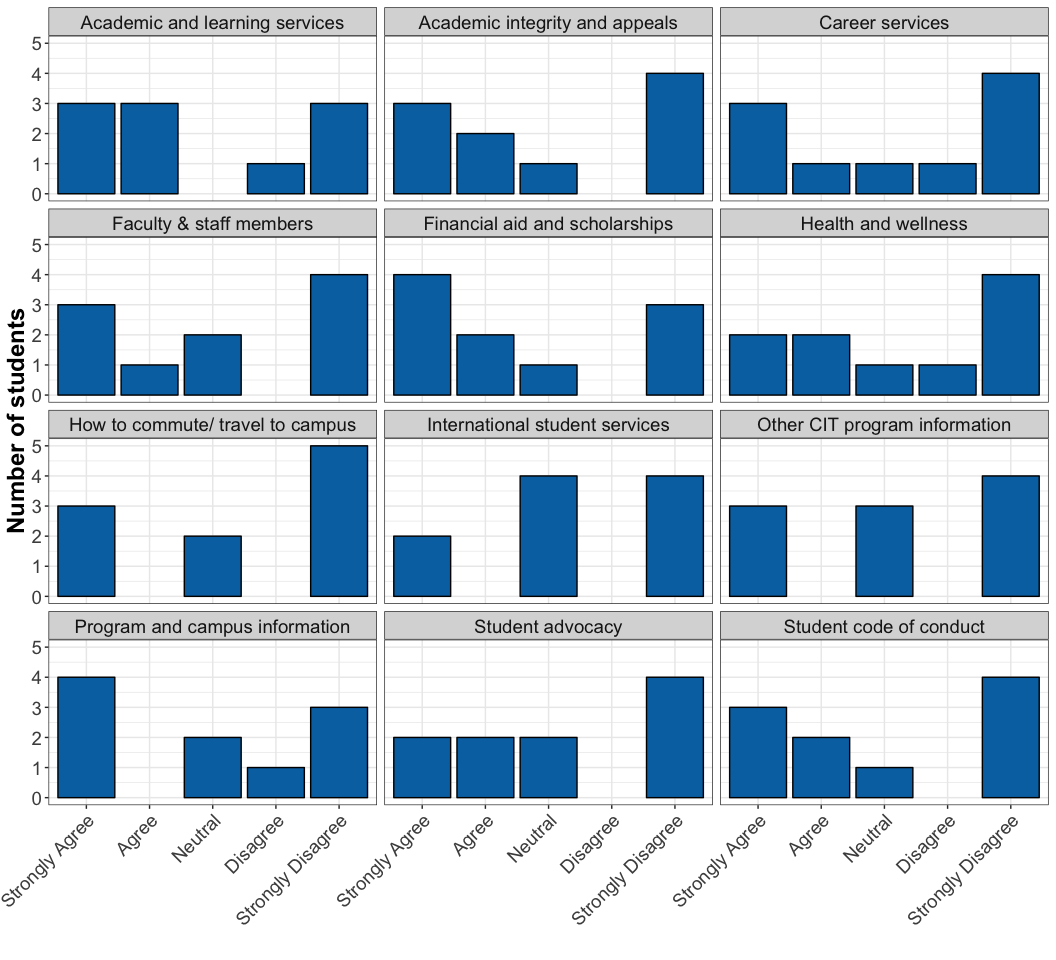 Academic and learning services
Academic integrity and appeals
Career services
5
4
3
2
1
0
Faculty & staff members
Financial aid and scholarships
Health and wellness
5
4
3
2
1
0
How to commute/ travel to campus
International student services
Other CIT program information
5
4
3
2
1
0
Program and campus information
Student advocacy
Student code of conduct
5
4
3
2
1
0
Number of students
Strongly Agree
Agree
Neutral
Disagree
Strongly Disagree
Strongly Agree
Agree
Neutral
Disagree
Strongly Disagree
Strongly Agree
Agree
Neutral
Disagree
Strongly Disagree